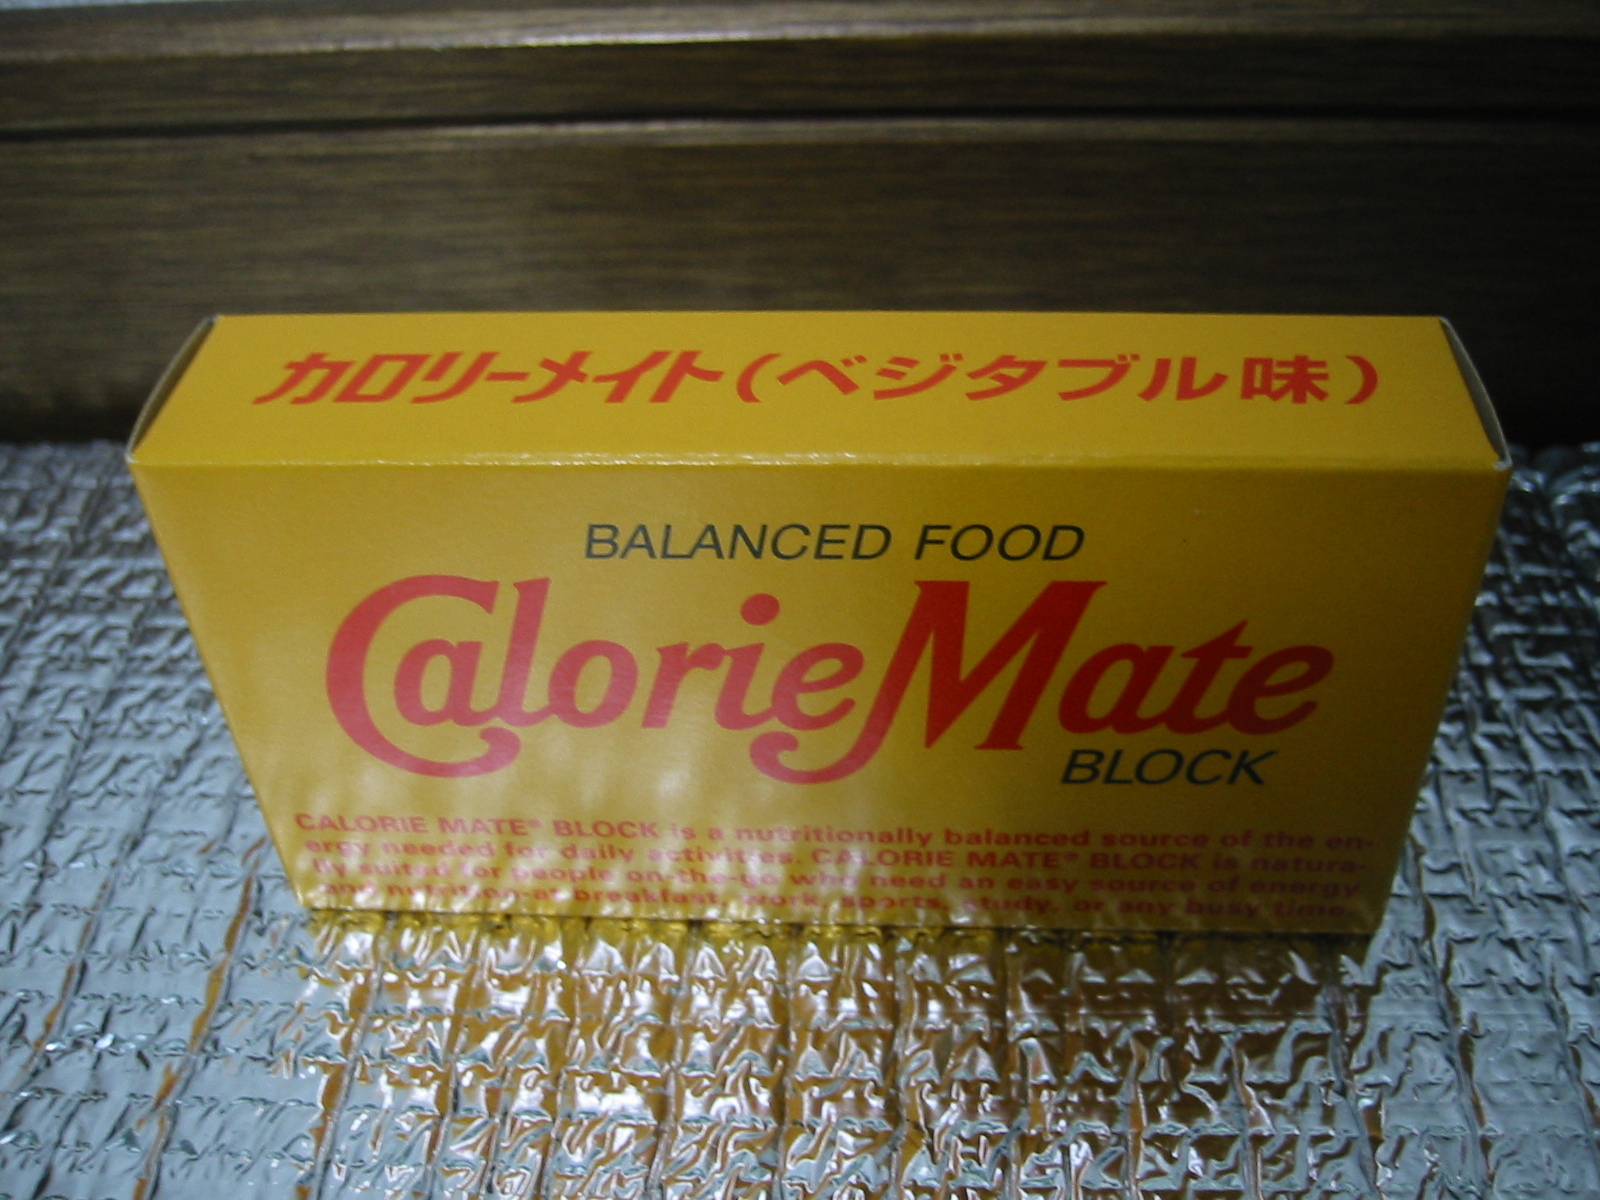 カロリーメイト(ベジタブル味)
BALANCED FOOD
CalorieMate
BLOCK
CALORIE MATE® BLOCK is a nutritionally balanced source of the en-
ergy needed for daily activities. CALORIE MATE® BLOCK is natura-
lly suited for people on-the-go who need an easy source of energy
and nutrition-at breakfast, work, sports, study, or any busy time.